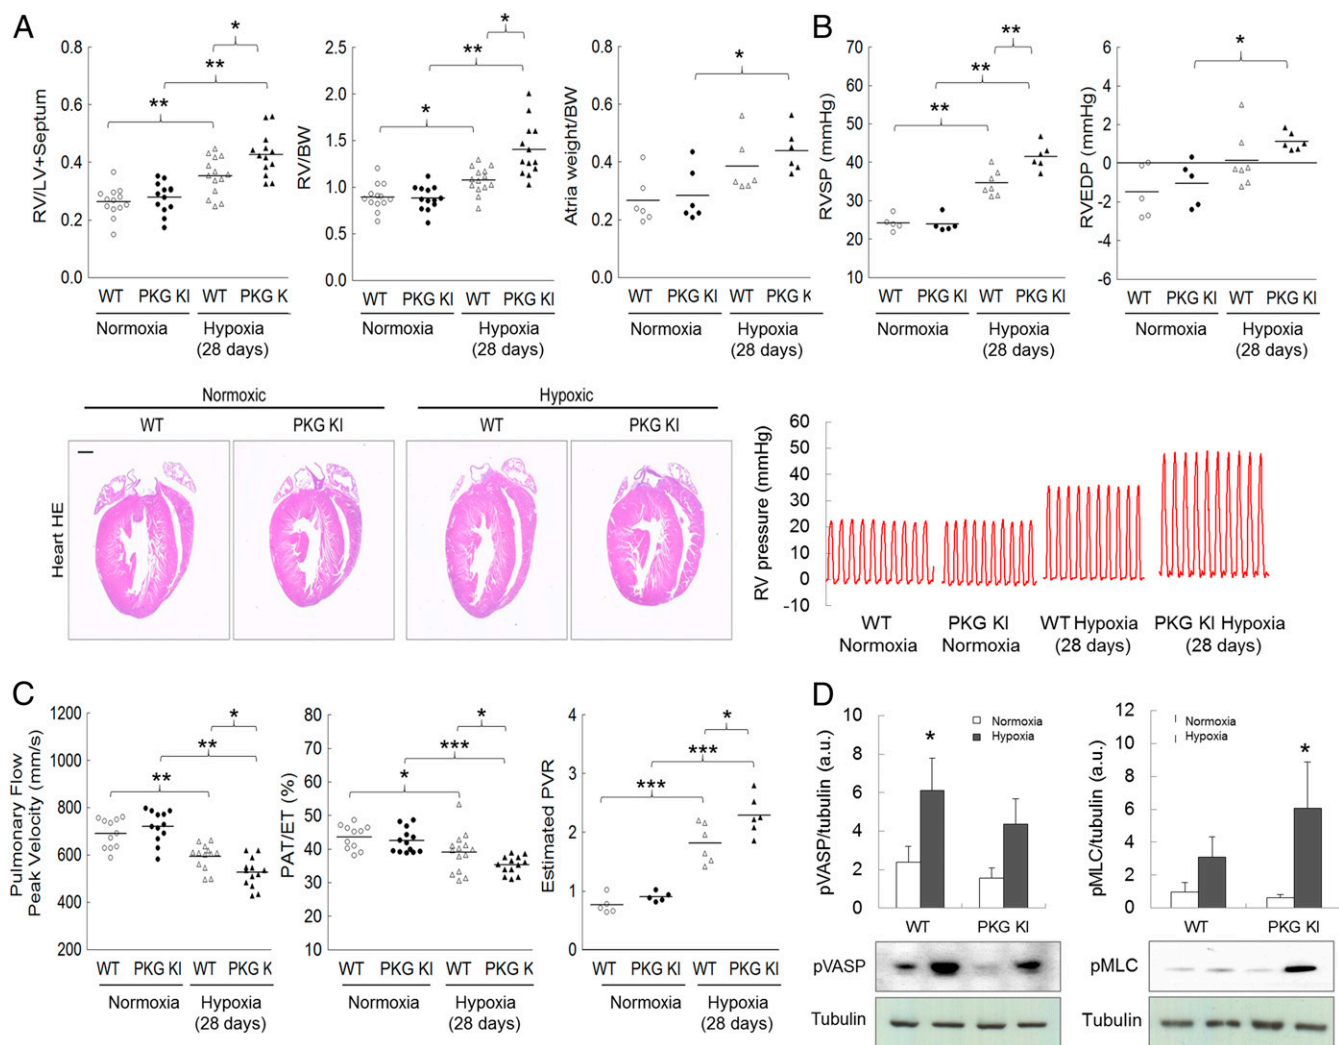 A
*
**
**
0.8
0.6
0.4
0.2
0.0
RV/LV+Septum
WT PKG KI WT PKG K
Normoxia Hypoxia
(28 days)
*
**
*
2.5
2.0
1.5
1.0
0.5
0.0
RV/BW
WT PKG KI WT PKG KI
Normoxia Hypoxia
(28 days)
*
0.8
0.6
0.4
0.2
0.0
Atria weight/BW
WT PKG KI WT PKG K
Normoxia Hypoxia
(28 days)
B
**
**
**
70
60
50
40
30
20
10
RVSP (mmHg)
WT PKG KI WT PKG KI
Normoxia Hypoxia
(28 days)
*
6
4
2
0
-2
-4
-6
RVEDP (mmHg)
WT PKG KI WT PKG KI
Normoxia Hypoxia
(28 days)
Normoxic Hypoxic
WT PKG KI WT PKG KI
Heart HE
60
50
40
30
20
10
0
-10
RV pressure (mmHg)
WT PKG KI WT Hypoxia PKG KI Hypoxia
Normoxia Normoxia (28 days) (28 days)
C
*
**
**
1200
1000
800
600
400
200
Pulmonary Flow
Peak Velocity (mm/s)
WT PKG KI WT PKG K
Normoxia Hypoxia
(28 days)
*
***
*
80
70
60
50
40
30
20
10
PAT/ET (%)
WT PKG KI WT PKG K
Normoxia Hypoxia
(28 days)
*
***
***
4
3
2
1
0
Estimated PVR
WT PKG KI WT PKG KI
Normoxia Hypoxia
(28 days)
D
10
8
6
4
2
0
pVASP/tubulin (a.u.)
Normoxia
Hypoxia
*
WT PKG KI
pVASP
Tubulin
12
10
8
6
4
2
0
pMLC/tubulin (a.u.)
Normoxia
Hypoxia
*
WT PKG KI
pMLC
Tubulin